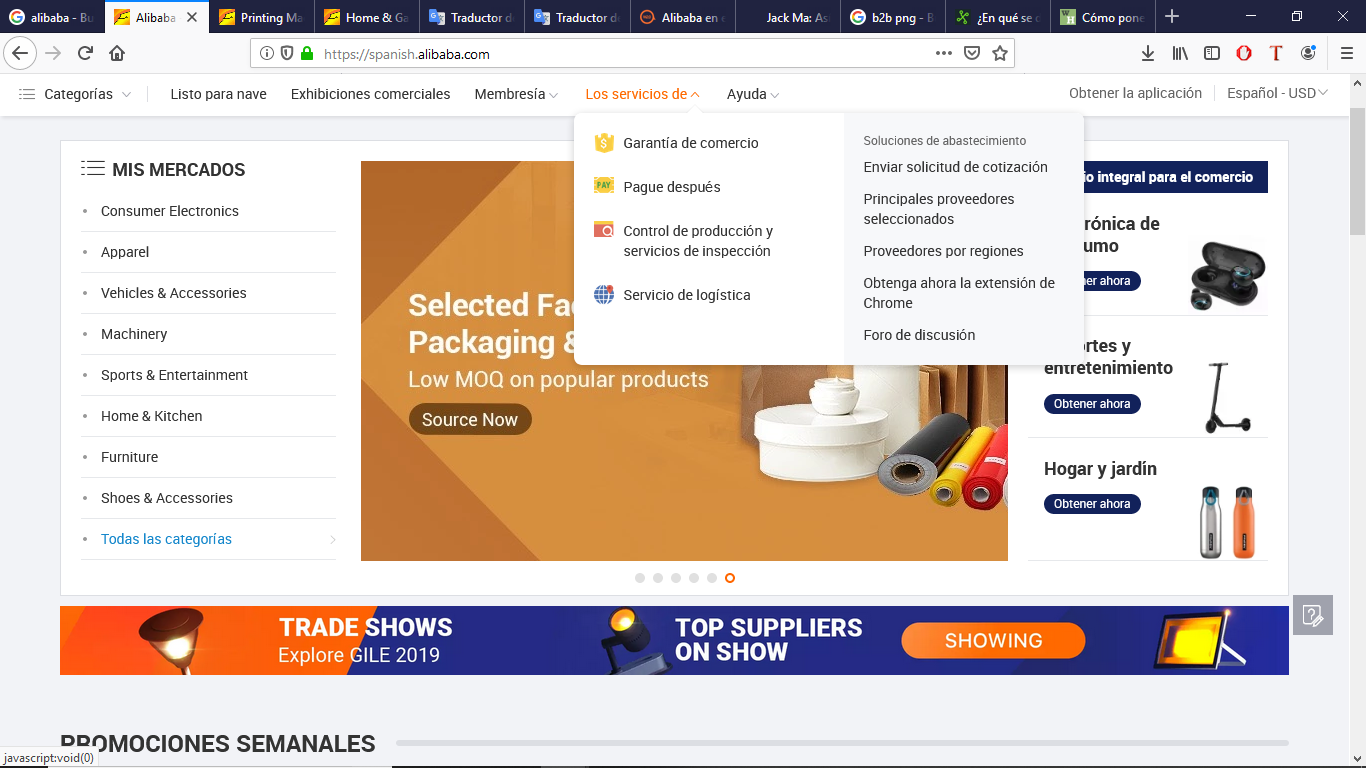 alibaba - Bu
Alibaba
Printing Ma
Home & Ga
Traductor d
Traductor d
Alibaba en e
Jack Ma: Asi
b2b png - B
¿En qué se c
Cómo pone
https://spanish.alibaba.com
Categorías
Listo para nave
Exhibiciones comerciales
Membresía
Los servicios de
Ayuda
Obtener la aplicación
Español - USD
MIS MERCADOS
Consumer Electronics
Apparel
Vehicles & Accessories
Machinery
Sports & Entertainment
Home & Kitchen
Furniture
Shoes & Accessories
Todas las categorías
Garantía de comercio
PAY
Pague después
Control de producción y
servicios de inspección
Servicio de logística
Soluciones de abastecimiento
Enviar solicitud de cotización
Principales proveedores
seleccionados
Proveedores por regiones
Obtenga ahora la extensión de
Chrome
Foro de discusión
Selected Fa
Packaging &
Low MOQ on popular products
Source Now
io integral para el comercio
rónica de
umo
ner ahora
ortes y
entretenimiento
Obtener ahora
Hogar y jardín
Obtener ahora
TRADE SHOWS
Explore GILE 2019
TOP SUPPLIERS
ON SHOW
SHOWING
PROMOCIONES SEMANALES
javascript:void(0)